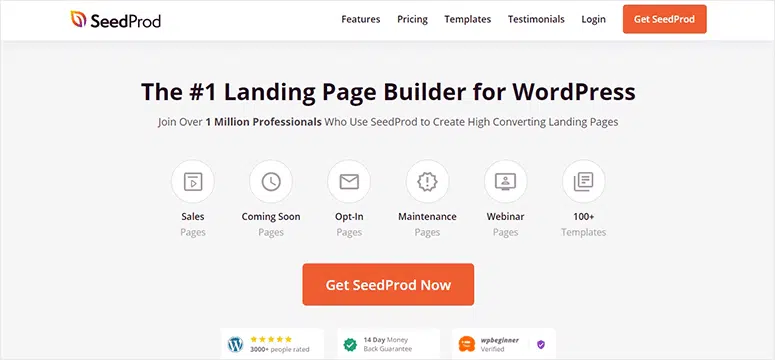 SeedProd
Features Pricing Templates Testimonials Login Get SeedProd
The #1 Landing Page Builder for WordPress
Join Over 1 Million Professionals Who Use SeedProd to Create High Converting Landing Pages
Sales
Pages
Coming Soon
Pages
Opt-In
Pages
Maintenance
Pages
Webinar
Pages
100+
Templates
Get SeedProd Now
3000+ people rated
14 Day Money
Back Guarantee
wpbeginner
Verified